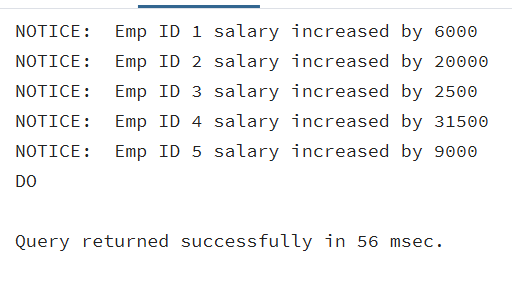 NOTICE:  Emp ID 1 salary increased by 6000
NOTICE:  Emp ID 2 salary increased by 20000
NOTICE:  Emp ID 3 salary increased by 2500
NOTICE:  Emp ID 4 salary increased by 31500
NOTICE:  Emp ID 5 salary increased by 9000
DO
Query returned successfully in 56 msec.